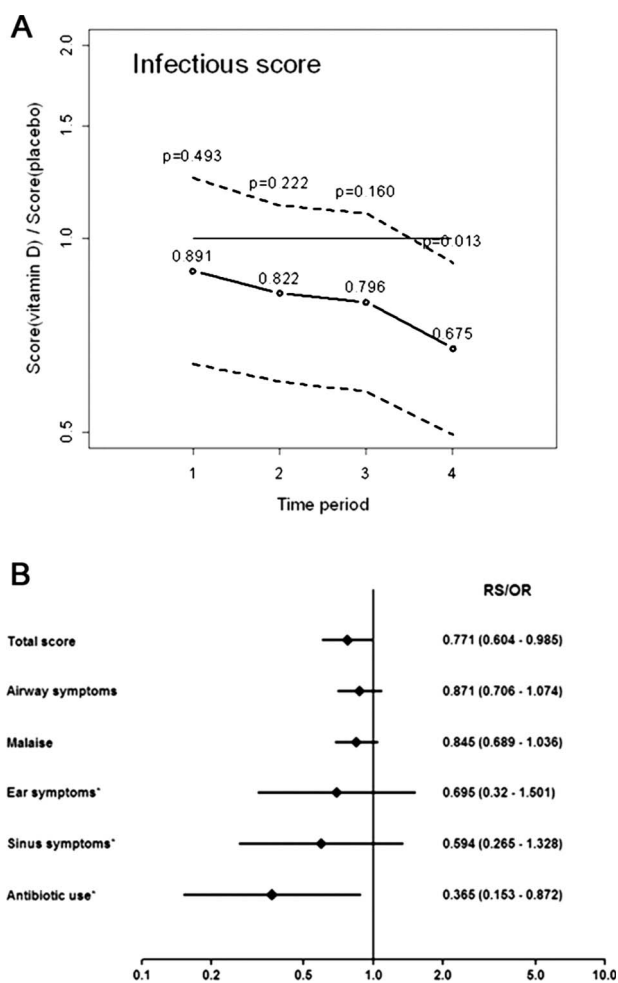 A
Infectious score
Score(vitamin D) / Score(placebo)
2.0
1.5
1.0
0.5
p=0.493
p=0.222
p=0.160
p=0.013
0.891
0.822
0.796
0.675
1 2 3 4
Time period
B
RS/OR
Total score 0.771 (0.604 - 0.985)
Airway symptoms 0.871 (0.706 - 1.074)
Malaise 0.845 (0.689 - 1.036)
Ear symptoms* 0.695 (0.32 - 1.501)
Sinus symptoms* 0.594 (0.265 - 1.328)
Antibiotic use* 0.365 (0.153 - 0.872)
0.1 0.2 0.5 1.0 2.0 5.0 10.0